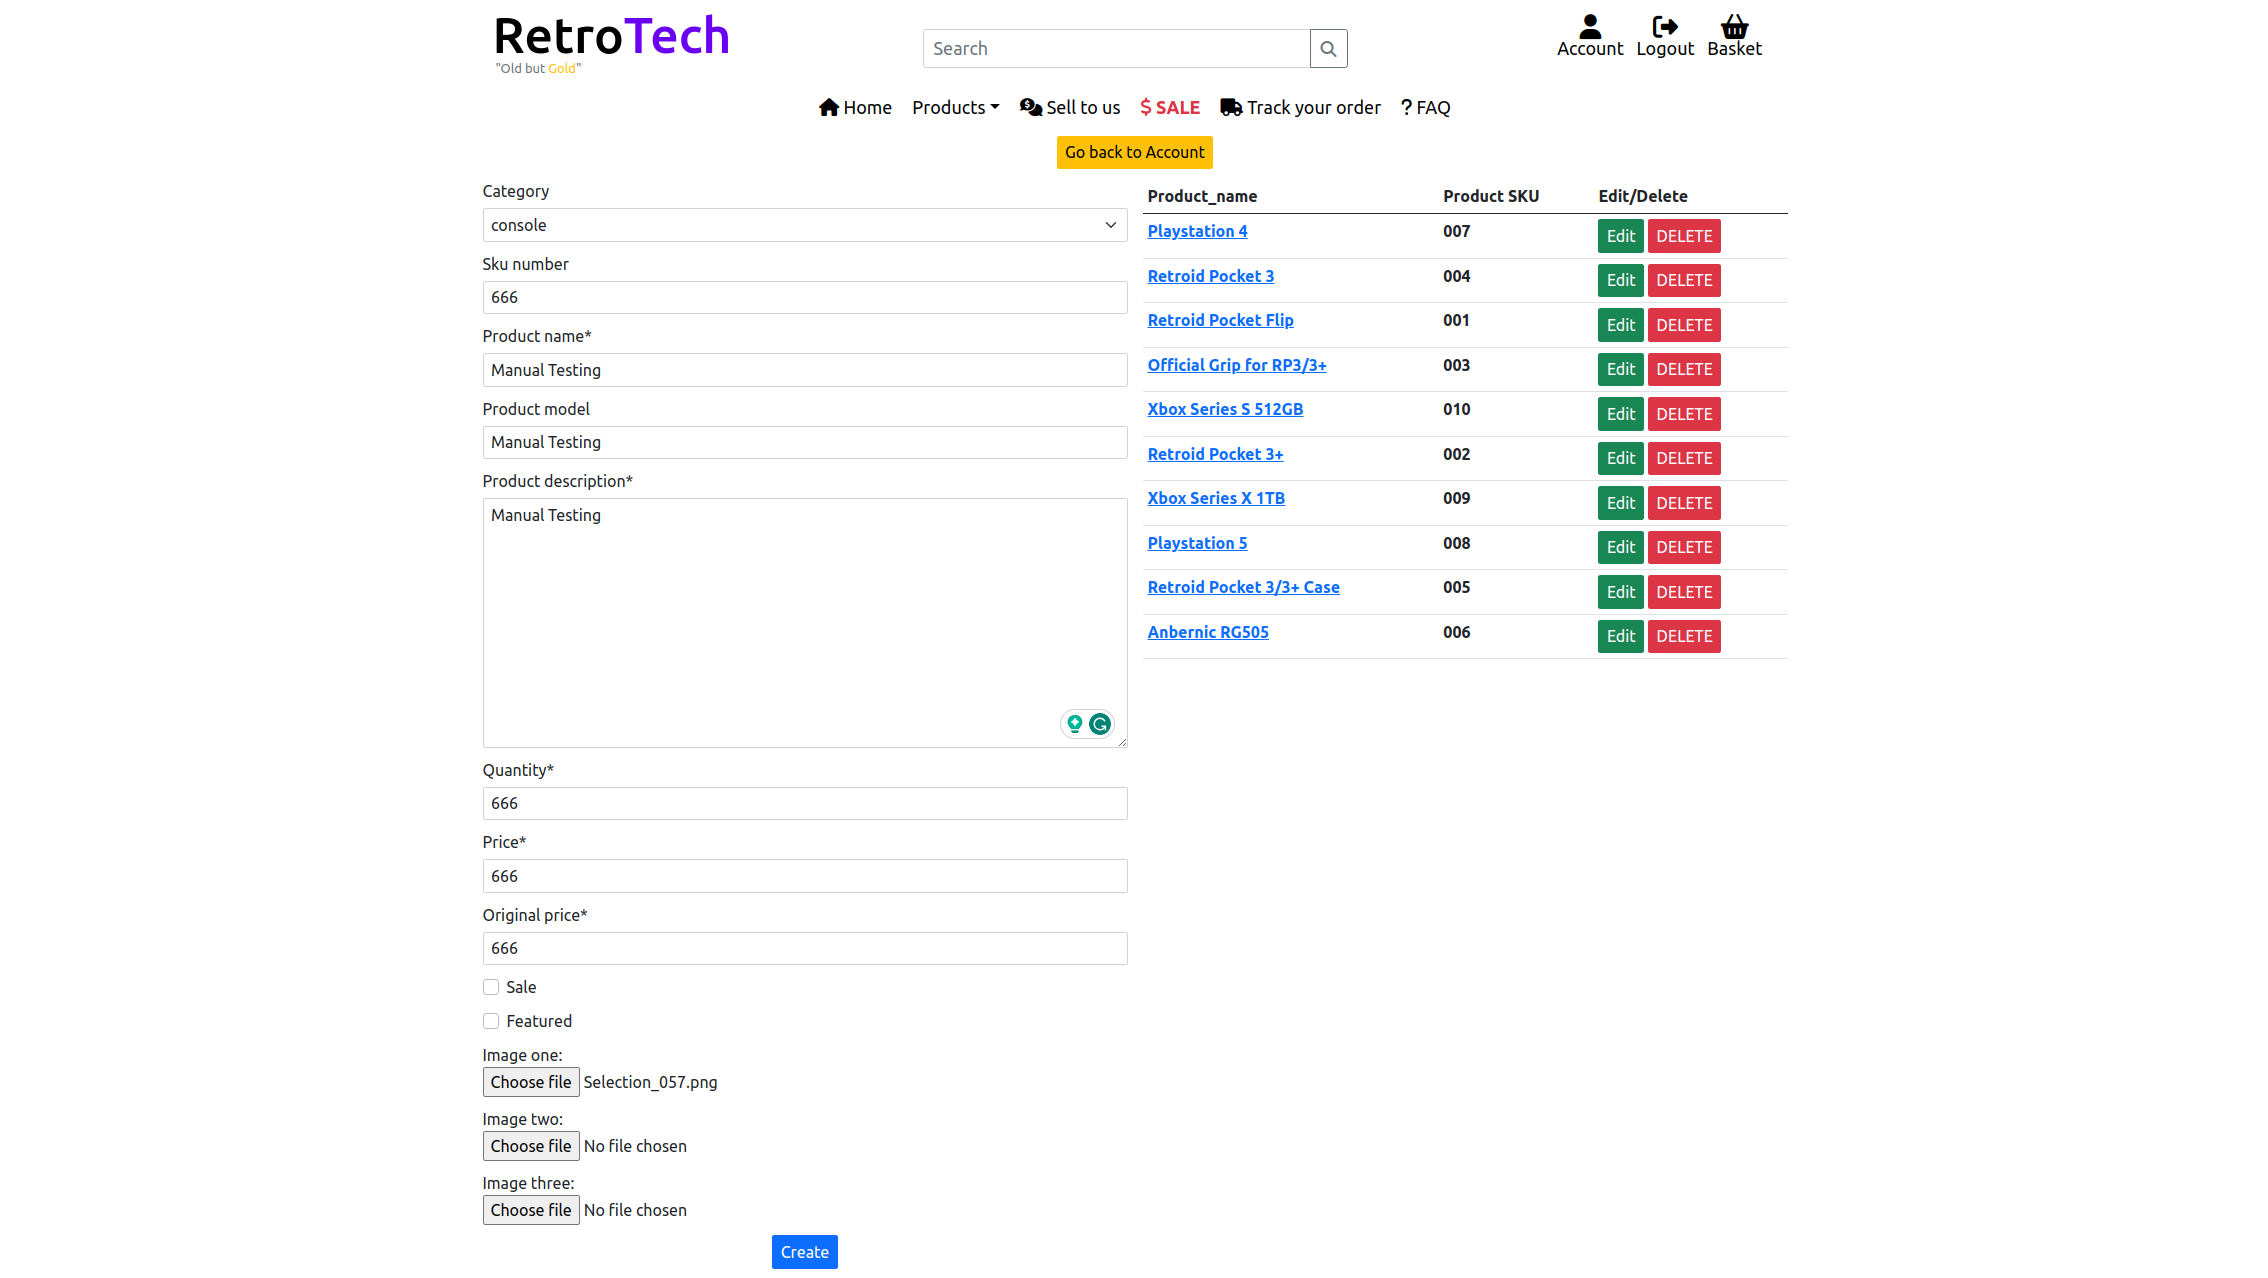 RetroTech
"Old but Gold"
Search
Account Logout Basket
Home Products Sell to us $ SALE Track your order ? FAQ
Go back to Account
Category
console
Sku number
666
Product name*
Manual Testing
Product model
Manual Testing
Product description*
Manual Testing
Quantity*
666
Price*
666
Original price*
666
Sale
Featured
Image one:
Choose file Selection_057.png
Image two:
Choose file No file chosen
Image three:
Choose file No file chosen
Create
Product_name Product SKU Edit/Delete
Playstation 4 007 Edit DELETE
Retroid Pocket 3 004 Edit DELETE
Retroid Pocket Flip 001 Edit DELETE
Official Grip for RP3/3+ 003 Edit DELETE
Xbox Series S 512GB 010 Edit DELETE
Retroid Pocket 3+ 002 Edit DELETE
Xbox Series X 1TB 009 Edit DELETE
Playstation 5 008 Edit DELETE
Retroid Pocket 3/3+ Case 005 Edit DELETE
Anbernic RG505 006 Edit DELETE